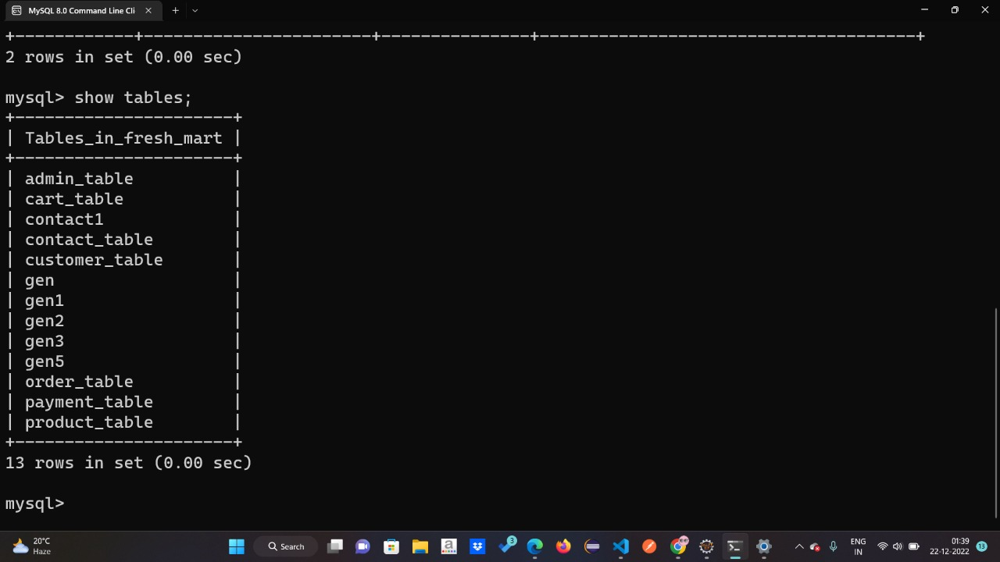 MySQL 8.0 Command Line Cli
+------------+-----------------------+---------------+--------------------------------------+
2 rows in set (0.00 sec)
mysql> show tables;
+----------------------+
| Tables_in_fresh_mart |
+----------------------+
| admin_table          |
| cart_table           |
| contact1             |
| contact_table        |
| customer_table       |
| gen                  |
| gen1                 |
| gen2                 |
| gen3                 |
| gen5                 |
| order_table          |
| payment_table        |
| product_table        |
+----------------------+
13 rows in set (0.00 sec)
mysql>
20°C
Haze
Search
3
ENG
IN
01:39
22-12-2022
13